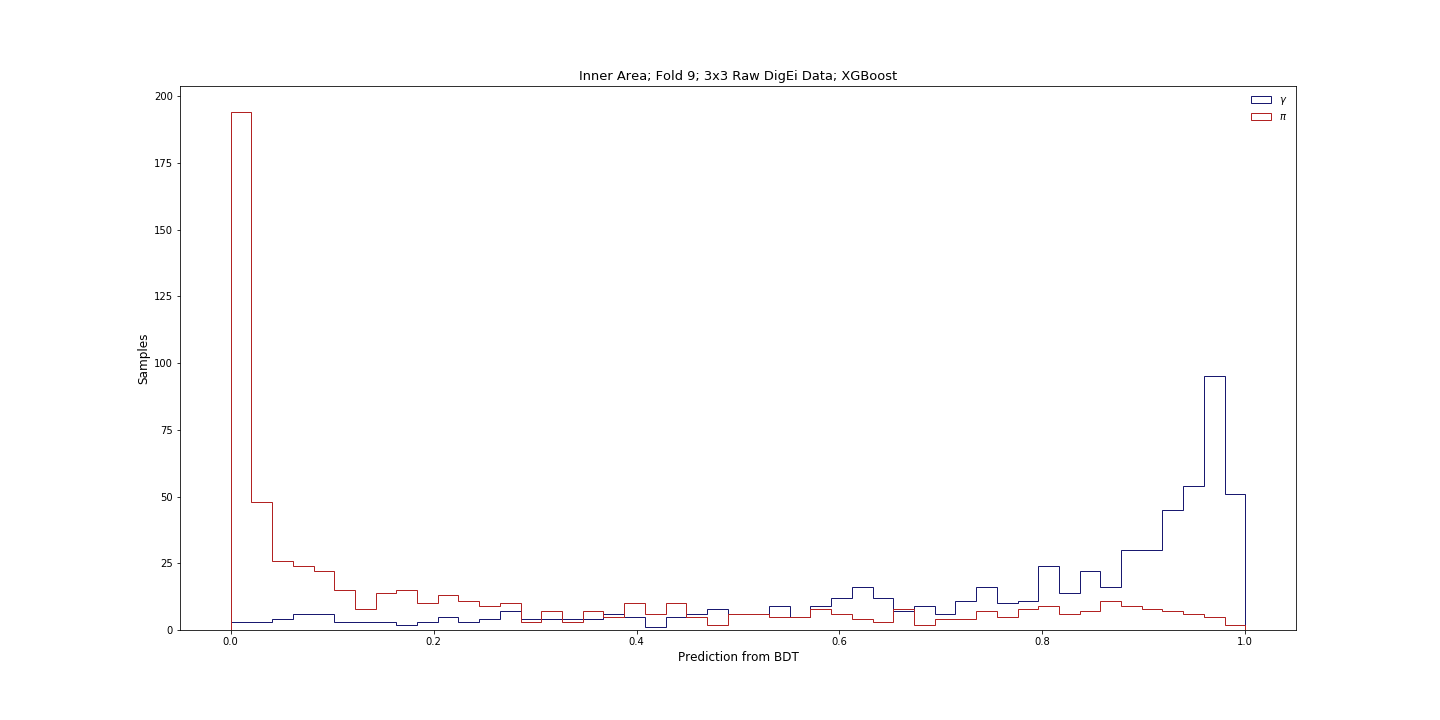 Inner Area; Fold 9; 3x3 Raw DigEi Data; XGBoost
200
175
150
125
100
75
50
25
0
Samples
γ
π
0.0 0.2 0.4 0.6 0.8 1.0
Prediction from BDT